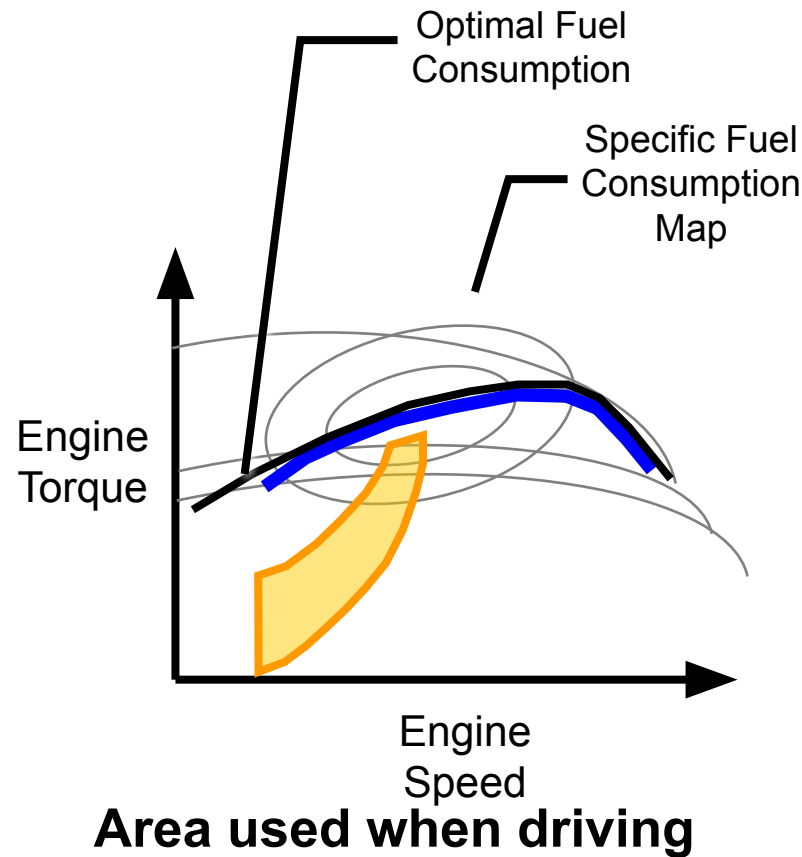 Optimal Fuel
Consumption
Specific Fuel
Consumption
Map
Engine
Torque
Engine
Speed
Area used when driving